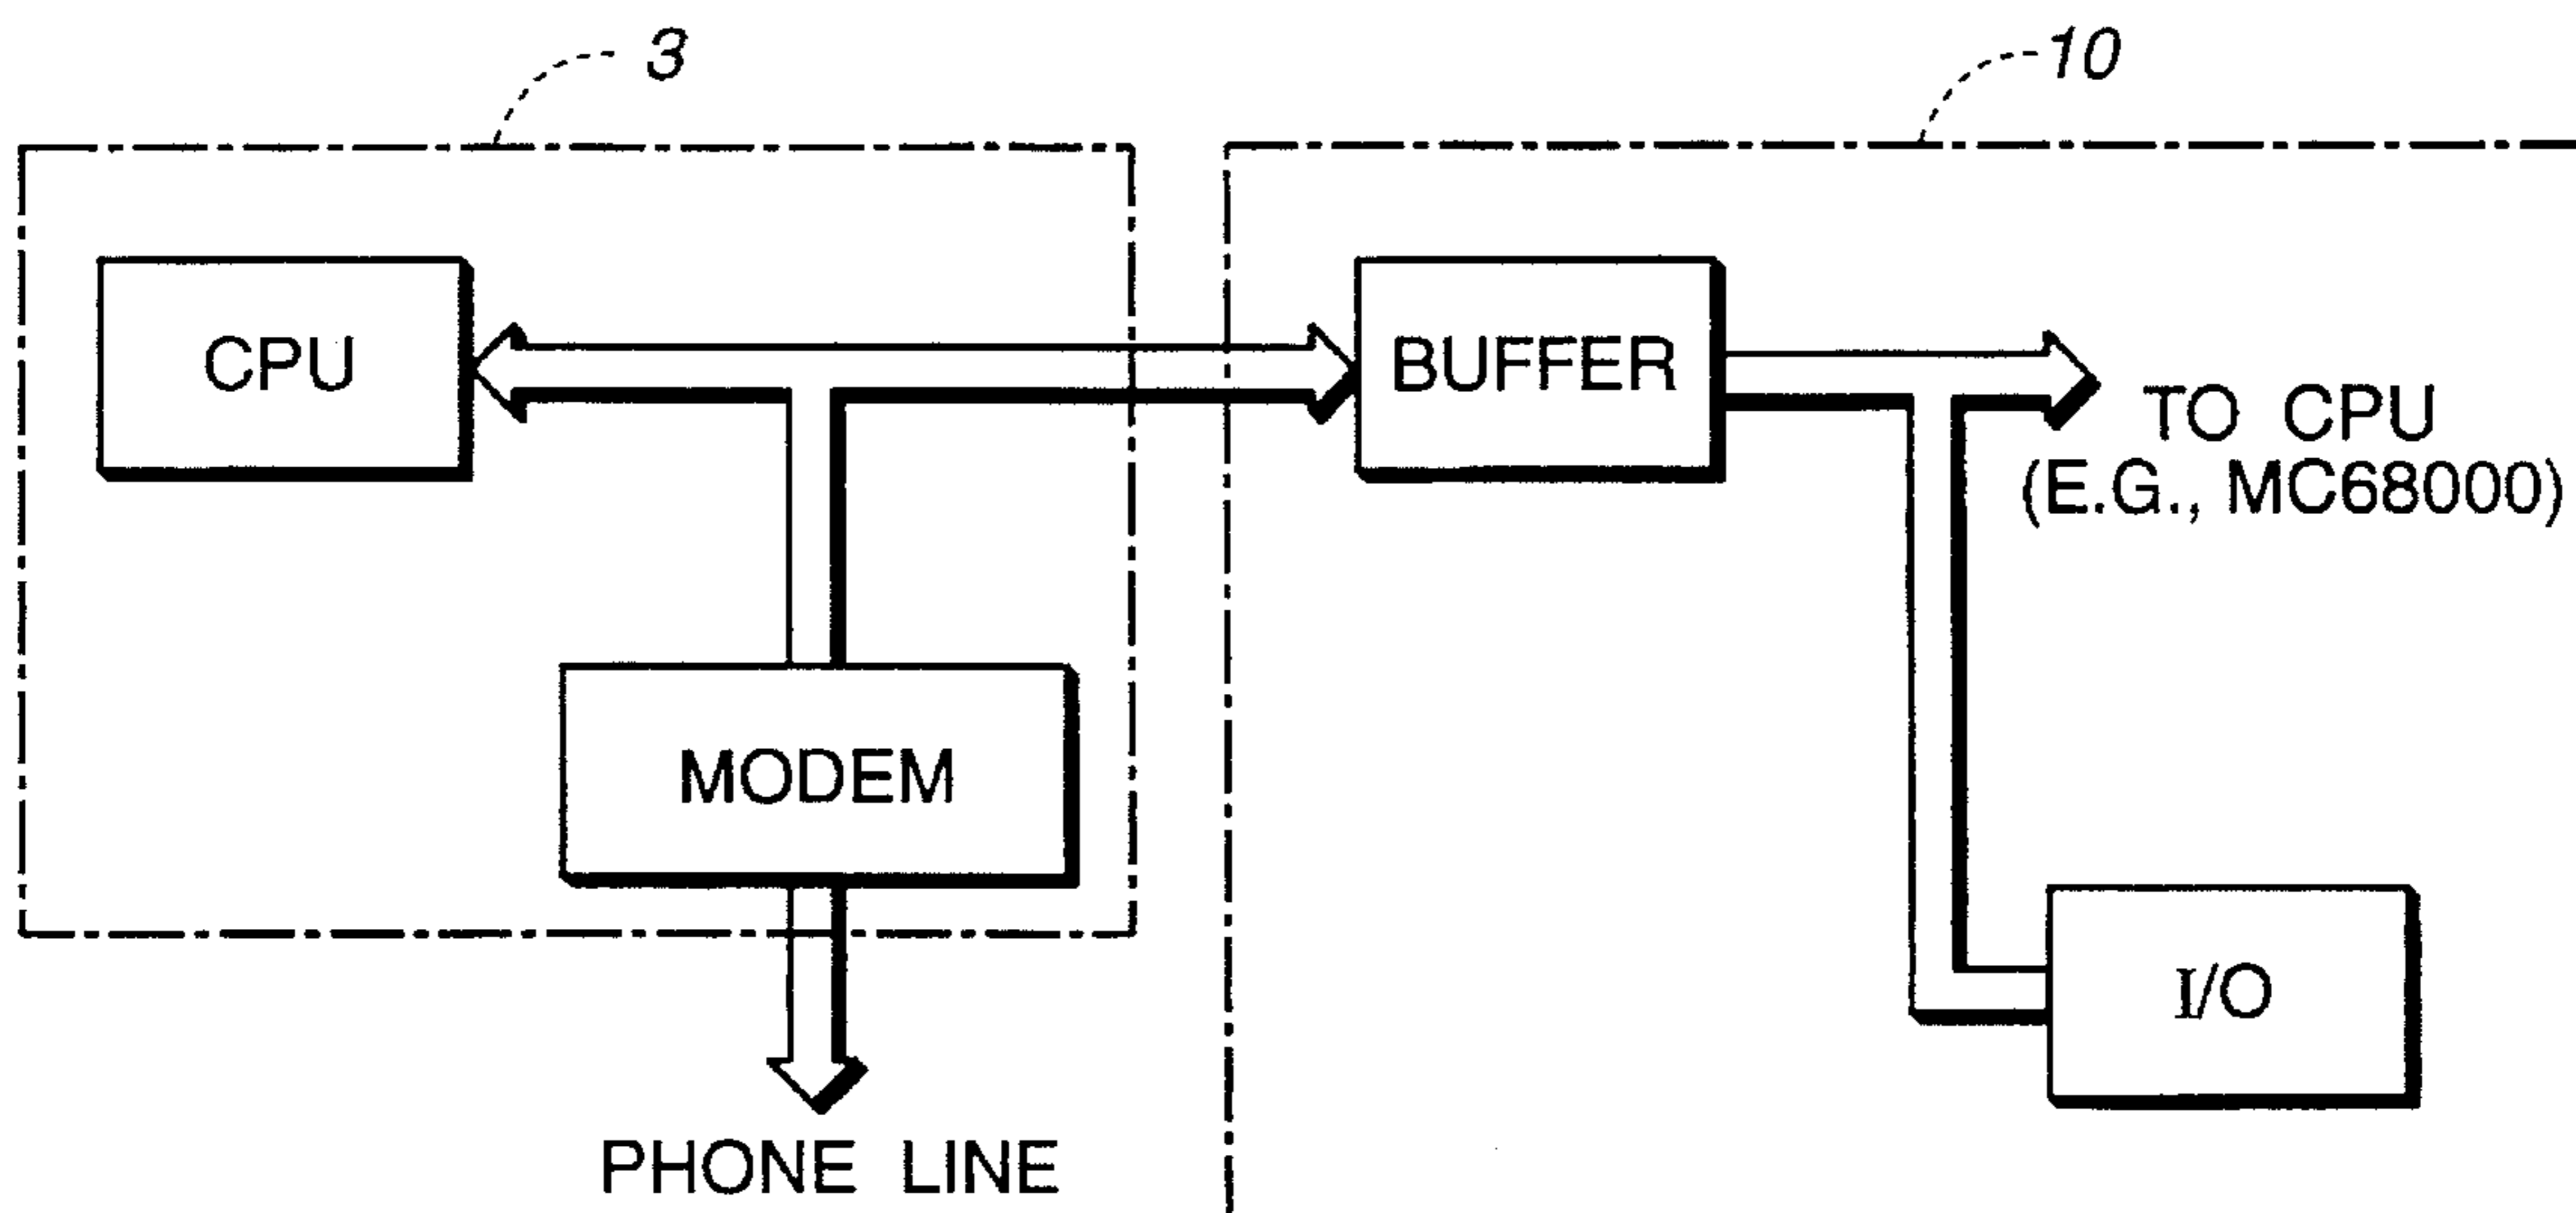 3
10
CPU
BUFFER
TO CPU
(E.G., MC68000)
MODEM
I/O
PHONE LINE